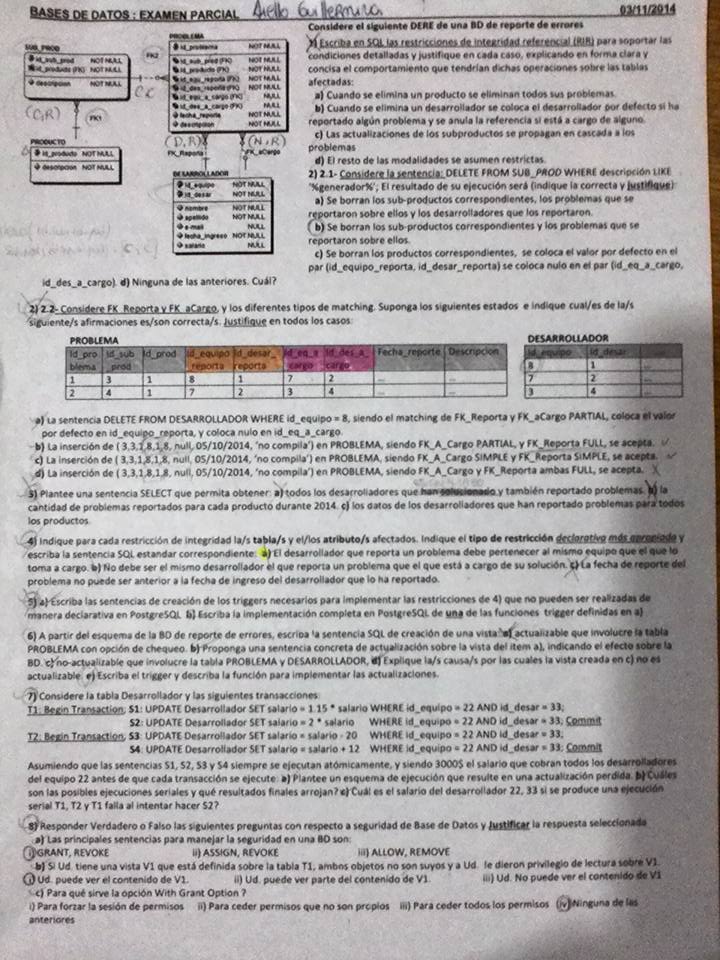 BASES DE DATOS : EXAMEN PARCIAL Aiello Guillermina 03/11/2014
Considere el siguiente DERE de una BD de reporte de errores
1) Escriba en SQL las restricciones de integridad referencial (RIR) para soportar las
condiciones detalladas y justifique en cada caso, explicando en forma clara y
concisa el comportamiento que tendrían dichas operaciones sobre las tablas
afectadas:
a) Cuando se elimina un producto se eliminan todos sus problemas.
b) Cuando se elimina un desarrollador se coloca el desarrollador por defecto si ha
reportado algún problema y se anula la referencia si está a cargo de alguno.
c) Las actualizaciones de los subproductos se propagan en cascada a los
problemas
d) El resto de las modalidades se asumen restrictas.
2) 2.1- Considere la sentencia: DELETE FROM SUB_PROD WHERE descripción LIKE
'%generador%'; El resultado de su ejecución será (indique la correcta y justifique):
a) Se borran los sub-productos correspondientes, los problemas que se
reportaron sobre ellos y los desarrolladores que los reportaron.
b) Se borran los sub-productos correspondientes y los problemas que se
reportaron sobre ellos.
c) Se borran los productos correspondientes, se coloca el valor por defecto en el
par (id_equipo_reporta, id_desar_reporta) se coloca nulo en el par (id_eq_a_cargo,
id_des_a_cargo). d) Ninguna de las anteriores. Cuál?
SUB_PROD
id_sub_prod NOT NULL
id_producto (FK) NOT NULL
descripcion NOT NULL
FK2
C,C
PROBLEMA
id_problema NOT NULL
id_sub_prod (FK) NOT NULL
id_producto (FK) NOT NULL
id_equi_reporta (FK) NOT NULL
id_des_reporta (FK) NOT NULL
id_equi_a_cargo (FK) NULL
id_des_a_cargo (FK) NULL
fecha_reporte NOT NULL
descripcion NOT NULL
(C,R)
FK1
PRODUCTO
id_producto NOT NULL
descripcion NOT NULL
(D,R) (N,R)
FK_Reporta FK_aCargo
DESARROLLADOR
id_equipo NOT NULL
id_desar NOT NULL
nombre NOT NULL
apellido NOT NULL
e-mail NULL
fecha_ingreso NOT NULL
salario NULL
2) 2.2- Considere FK_Reporta y FK_aCargo, y los diferentes tipos de matching. Suponga los siguientes estados e indique cual/es de la/s
siguiente/s afirmaciones es/son correcta/s. Justifique en todos los casos.
PROBLEMA
Id_problema Id_sub_prod Id_prod id_equipo_reporta id_desar_reporta id_eq_a_cargo id_des_a_cargo Fecha_reporte Descripcion
1 3 1 8 1 7 2 ... ...
2 4 1 7 2 3 4 ... ...
DESARROLLADOR
id_equipo id_desar ...
8 1 ...
7 2 ...
3 4 ...
a) La sentencia DELETE FROM DESARROLLADOR WHERE id_equipo = 8, siendo el matching de FK_Reporta y FK_aCargo PARTIAL, coloca el valor
por defecto en id_equipo_reporta, y coloca nulo en id_eq_a_cargo.
b) La inserción de ( 3,3,1,8,1,8, null, 05/10/2014, 'no compila') en PROBLEMA, siendo FK_A_Cargo PARTIAL, y FK_Reporta FULL, se acepta.
c) La inserción de ( 3,3,1,8,1,8, null, 05/10/2014, 'no compila') en PROBLEMA, siendo FK_A_Cargo SIMPLE y FK_Reporta SIMPLE, se acepta.
d) La inserción de ( 3,3,1,8,1,8, null, 05/10/2014, 'no compila') en PROBLEMA, siendo FK_A_Cargo y FK_Reporta ambas FULL, se acepta.
3) Plantee una sentencia SELECT que permita obtener: a) todos los desarrolladores que han solucionado y también reportado problemas. b) la
cantidad de problemas reportados para cada producto durante 2014. c) los datos de los desarrolladores que han reportado problemas para todos
los productos.
4) Indique para cada restricción de integridad la/s tabla/s y el/los atributo/s afectados. Indique el tipo de restricción declarativa más apropiada y
escriba la sentencia SQL estandar correspondiente: a) El desarrollador que reporta un problema debe pertenecer al mismo equipo que el que lo
toma a cargo. b) No debe ser el mismo desarrollador el que reporta un problema que el que está a cargo de su solución. c) La fecha de reporte del
problema no puede ser anterior a la fecha de ingreso del desarrollador que lo ha reportado.
5) a) Escriba las sentencias de creación de los triggers necesarios para implementar las restricciones de 4) que no pueden ser realizadas de
manera declarativa en PostgreSQL b) Escriba la implementación completa en PostgreSQL de una de las funciones trigger definidas en a)
6) A partir del esquema de la BD de reporte de errores, escriba la sentencia SQL de creación de una vista: a) actualizable que involucre la tabla
PROBLEMA con opción de chequeo. b) Proponga una sentencia concreta de actualización sobre la vista del item a), indicando el efecto sobre la
BD. c) no-actualizable que involucre la tabla PROBLEMA y DESARROLLADOR, d) Explique la/s causa/s por las cuales la vista creada en c) no es
actualizable. e) Escriba el trigger y describa la función para implementar las actualizaciones.
7) Considere la tabla Desarrollador y las siguientes transacciones:
T1: Begin Transaction; S1: UPDATE Desarrollador SET salario = 1.15 * salario WHERE id_equipo = 22 AND id_desar = 33;
S2: UPDATE Desarrollador SET salario = 2 * salario WHERE id_equipo = 22 AND id_desar = 33; Commit
T2: Begin Transaction; S3: UPDATE Desarrollador SET salario = salario - 20 WHERE id_equipo = 22 AND id_desar = 33;
S4: UPDATE Desarrollador SET salario = salario + 12 WHERE id_equipo = 22 AND id_desar = 33; Commit
Asumiendo que las sentencias S1, S2, S3 y S4 siempre se ejecutan atómicamente, y siendo 3000$ el salario que cobran todos los desarrolladores
del equipo 22 antes de que cada transacción se ejecute: a) Plantee un esquema de ejecución que resulte en una actualización perdida. b) Cuáles
son las posibles ejecuciones seriales y qué resultados finales arrojan? c) Cuál es el salario del desarrollador 22, 33 si se produce una ejecución
serial T1, T2 y T1 falla al intentar hacer S2?
8) Responder Verdadero o Falso las siguientes preguntas con respecto a seguridad de Base de Datos y Justificar la respuesta seleccionada
a) Las principales sentencias para manejar la seguridad en una BD son:
i) GRANT, REVOKE ii) ASSIGN, REVOKE iii) ALLOW, REMOVE
b) Si Ud. tiene una vista V1 que está definida sobre la tabla T1, ambos objetos no son suyos y a Ud. le dieron privilegio de lectura sobre V1.
i) Ud. puede ver el contenido de V1. ii) Ud. puede ver parte del contenido de V1. iii) Ud. No puede ver el contenido de V1
c) Para qué sirve la opción With Grant Option ?
i) Para forzar la sesión de permisos ii) Para ceder permisos que no son propios iii) Para ceder todos los permisos iv) Ninguna de las
anteriores